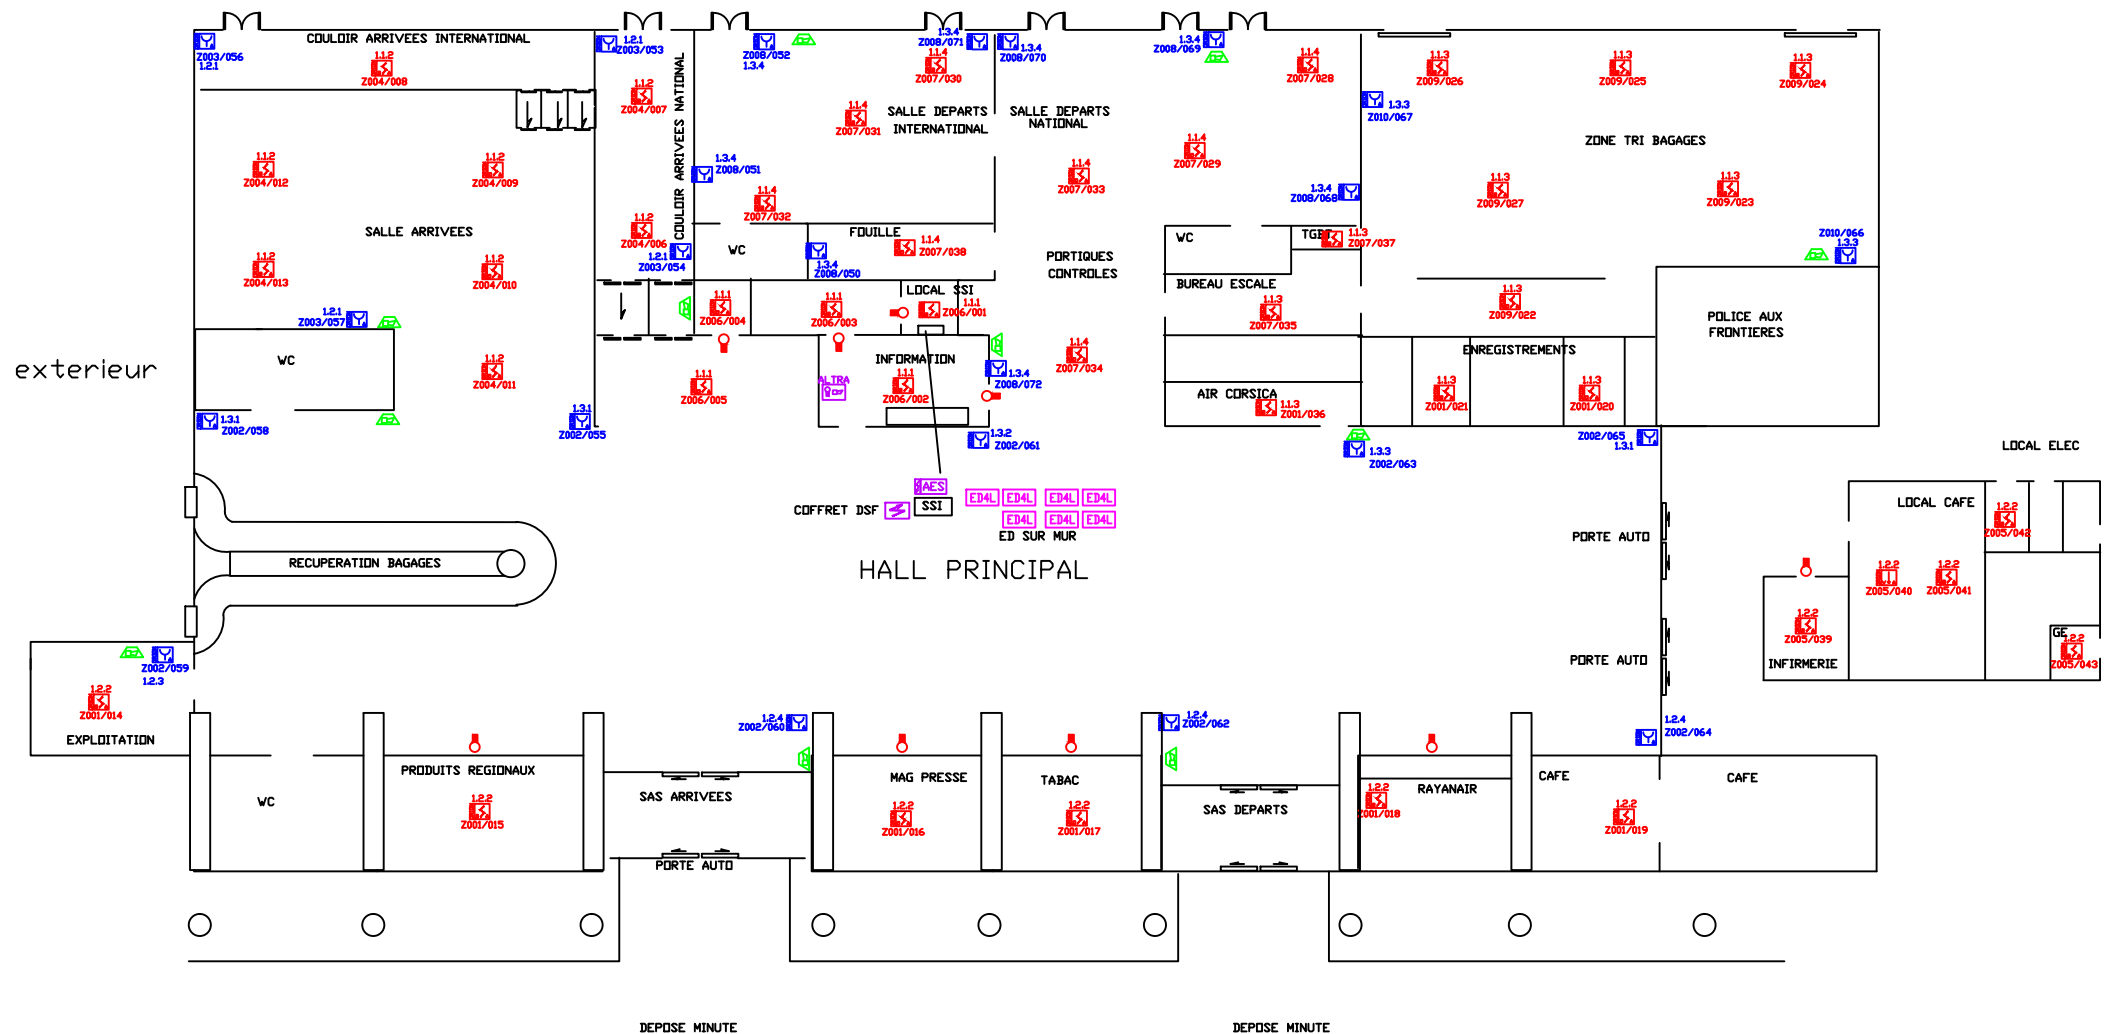 COULOIR ARRIVEES INTERNATIONAL
Z003/056
1.2.1
1.1.2
Z004/008
1.2.1
Z003/053
1.1.2
Z004/007
COULOIR ARRIVEES NATIONAL
Z008/052
1.3.4
1.3.4
Z008/071
1.1.4
Z007/030
1.3.4
Z008/070
1.3.4
Z008/069
1.1.4
Z007/028
1.1.3
Z009/026
1.1.3
Z009/025
1.1.3
Z009/024
1.3.3
Z010/067
1.1.4
Z007/031
SALLE DEPARTS
INTERNATIONAL
SALLE DEPARTS
NATIONAL
ZONE TRI BAGAGES
1.1.2
Z004/012
1.1.2
Z004/009
1.3.4
Z008/051
1.1.4
Z007/029
1.1.4
Z007/033
1.3.4
Z008/068
1.1.3
Z009/027
1.1.3
Z009/023
1.1.4
Z007/032
SALLE ARRIVEES
1.1.2
Z004/006
1.2.1
Z003/054
WC
FOUILLE
1.1.4
Z007/038
1.3.4
Z008/050
WC
TGBT
1.1.3
Z007/037
Z010/066
1.3.3
PORTIQUES
CONTROLES
1.1.2
Z004/013
1.1.2
Z004/010
BUREAU ESCALE
LOCAL SSI
1.1.1
Z006/004
1.1.1
Z006/003
1.1.1
Z006/001
1.1.3
Z007/035
1.1.3
Z009/022
POLICE AUX
FRONTIERES
1.2.1
Z003/057
WC
exterieur
1.1.2
Z004/011
INFORMATION
1.1.4
Z007/034
ENREGISTREMENTS
1.1.1
Z006/005
ALTRA
1.1.1
Z006/002
1.3.4
Z008/072
AIR CORSICA
1.1.3
Z001/036
1.1.3
Z001/021
1.1.3
Z001/020
1.3.1
Z002/058
1.3.1
Z002/055
1.3.2
Z002/061
1.3.3
Z002/063
Z002/065
1.3.1
LOCAL ELEC
AES
SSI
COFFRET DSF
ED4L
ED4L
ED4L
ED4L
ED4L
ED4L
ED4L
ED SUR MUR
HALL PRINCIPAL
RECUPERATION BAGAGES
PORTE AUTO
LOCAL CAFE
1.2.2
Z005/042
Z005/040
1.2.2
Z005/041
1.2.2
Z005/039
INFIRMERIE
GE
1.2.2
Z005/043
PORTE AUTO
Z002/059
1.2.3
1.2.2
Z001/014
EXPLOITATION
1.2.4
Z002/060
1.2.4
Z002/062
1.2.4
Z002/064
WC
PRODUITS REGIONAUX
1.2.2
Z001/015
SAS ARRIVEES
PORTE AUTO
MAG PRESSE
1.2.2
Z001/016
TABAC
1.2.2
Z001/017
SAS DEPARTS
1.2.2
Z001/018
RAYANAIR
CAFE
1.2.2
Z001/019
CAFE
DEPOSE MINUTE
DEPOSE MINUTE